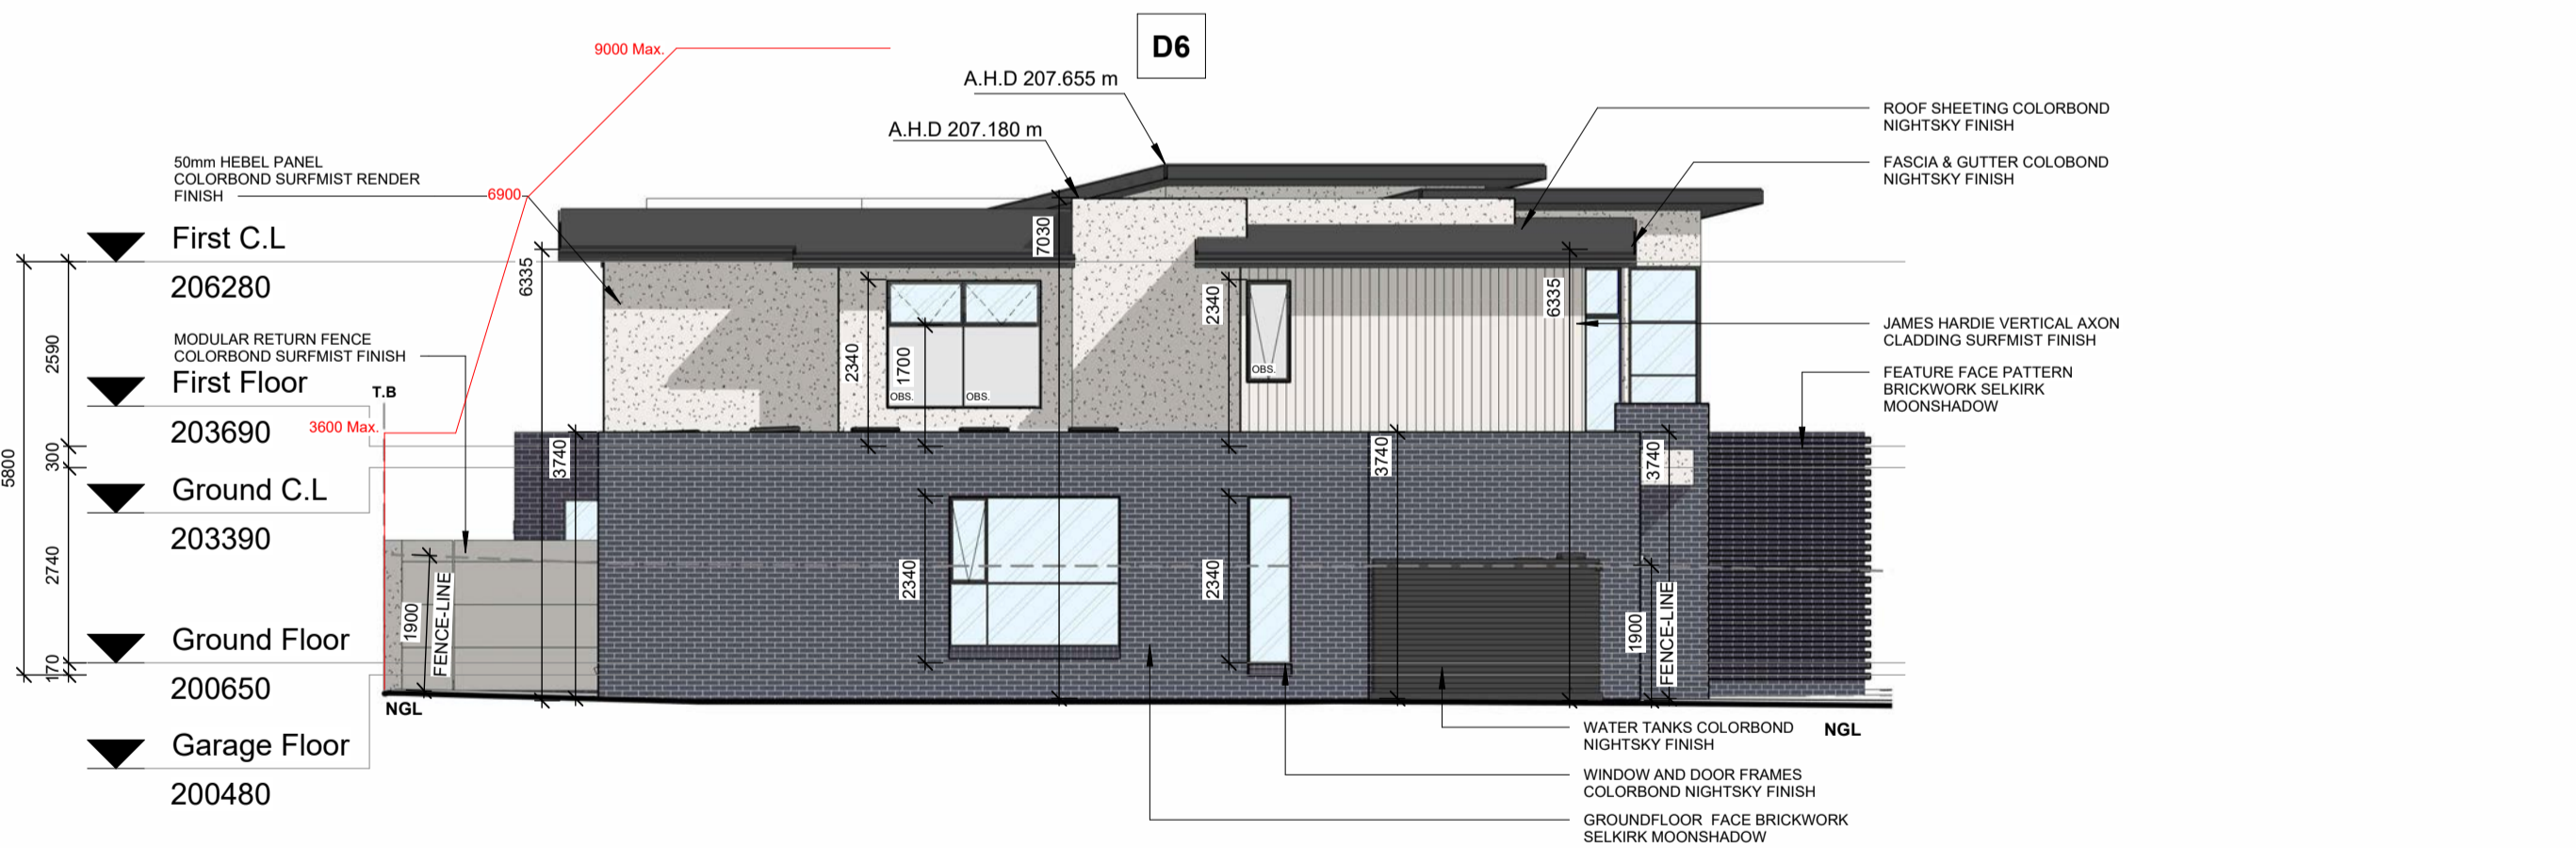 D6
9000 Max.
A.H.D 207.655 m
A.H.D 207.180 m
50mm HEBEL PANEL
COLORBOND SURFMIST RENDER
FINISH
6900
ROOF SHEETING COLORBOND
NIGHTSKY FINISH
FASCIA & GUTTER COLOBOND
NIGHTSKY FINISH
First C.L
206280
MODULAR RETURN FENCE
COLORBOND SURFMIST FINISH
First Floor
203690
T.B
3600 Max.
Ground C.L
203390
Ground Floor
200650
Garage Floor
200480
5800
2590
300
2740
170
6335
3740
1900
FENCE-LINE
NGL
7030
2340
1700
OBS.
OBS.
2340
2340
OBS.
2340
6335
3740
3740
1900
FENCE-LINE
JAMES HARDIE VERTICAL AXON
CLADDING SURFMIST FINISH
FEATURE FACE PATTERN
BRICKWORK SELKIRK
MOONSHADOW
WATER TANKS COLORBOND
NIGHTSKY FINISH
NGL
WINDOW AND DOOR FRAMES
COLORBOND NIGHTSKY FINISH
GROUNDFLOOR FACE BRICKWORK
SELKIRK MOONSHADOW